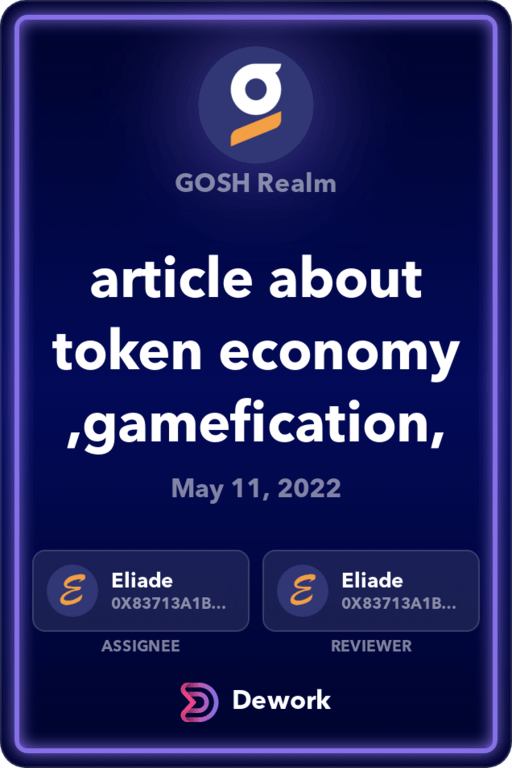 GOSH Realm
article about
token economy
,gamefication,
May 11, 2022
Eliade
0X83713A1B...
ASSIGNEE
Eliade
0X83713A1B...
REVIEWER
Dework